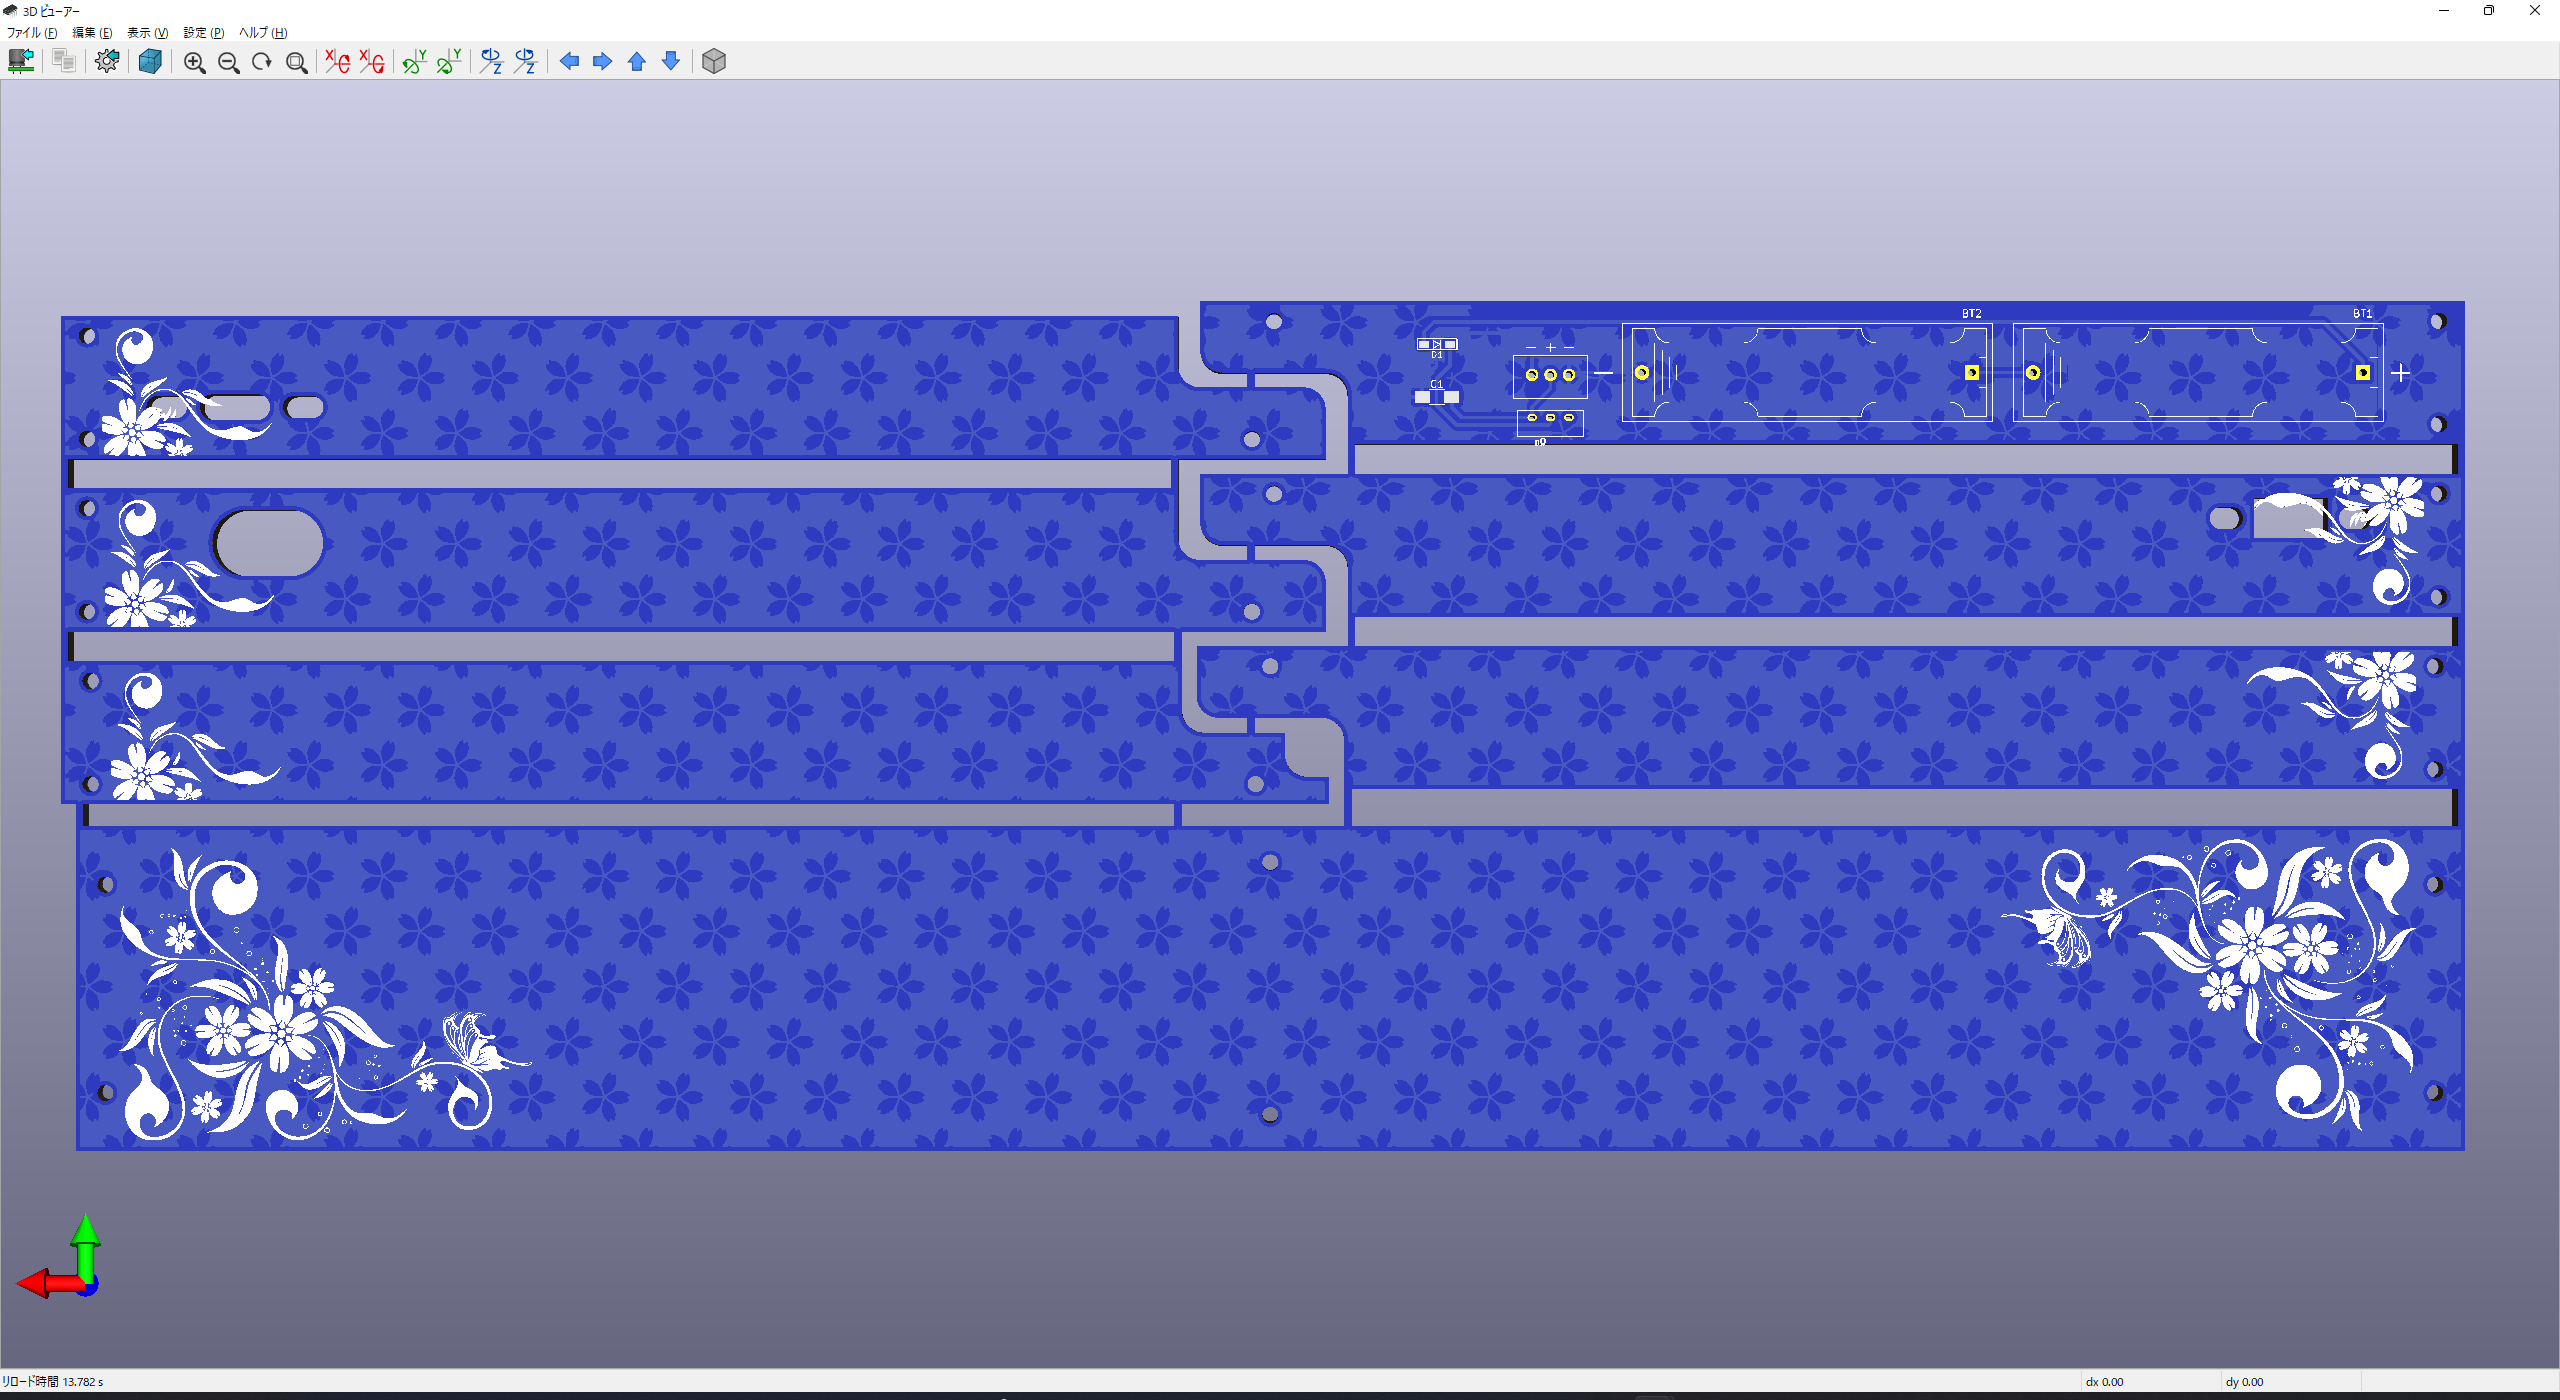 3D ビューアー
ファイル (F) 編集 (E) 表示 (V) 設定 (P) ヘルプ (H)
BT2
BT1
D1
C1
リロード時間 13.782 s
dx 0.00
dy 0.00